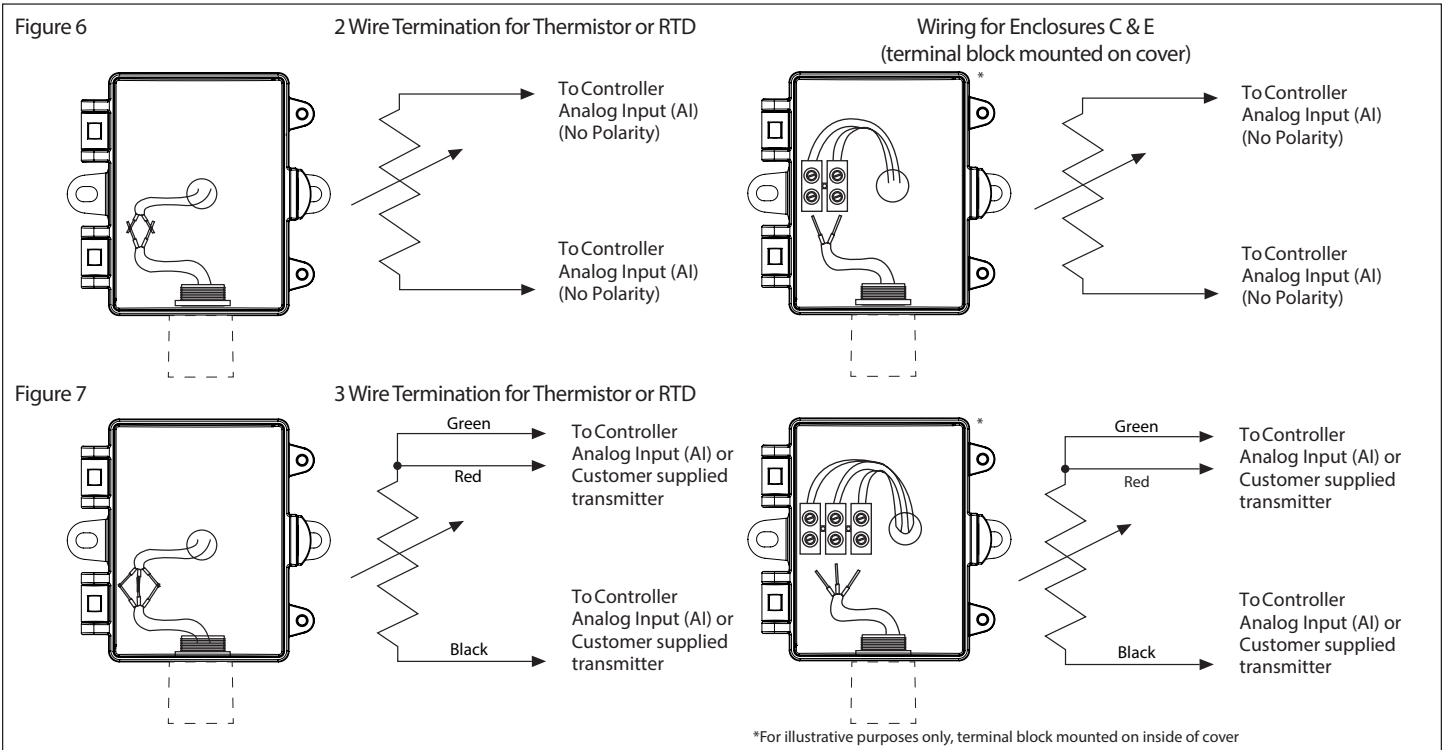 Figure 6
2 Wire Termination for Thermistor or RTD
Wiring for Enclosures C & E
(terminal block mounted on cover)
To Controller
Analog Input (AI)
(No Polarity)
To Controller
Analog Input (AI)
(No Polarity)
*
To Controller
Analog Input (AI)
(No Polarity)
To Controller
Analog Input (AI)
(No Polarity)
Figure 7
3 Wire Termination for Thermistor or RTD
Green
Red
To Controller
Analog Input (AI) or
Customer supplied
transmitter
Black
To Controller
Analog Input (AI) or
Customer supplied
transmitter
*
Green
Red
To Controller
Analog Input (AI) or
Customer supplied
transmitter
Black
To Controller
Analog Input (AI) or
Customer supplied
transmitter
*For illustrative purposes only, terminal block mounted on inside of cover